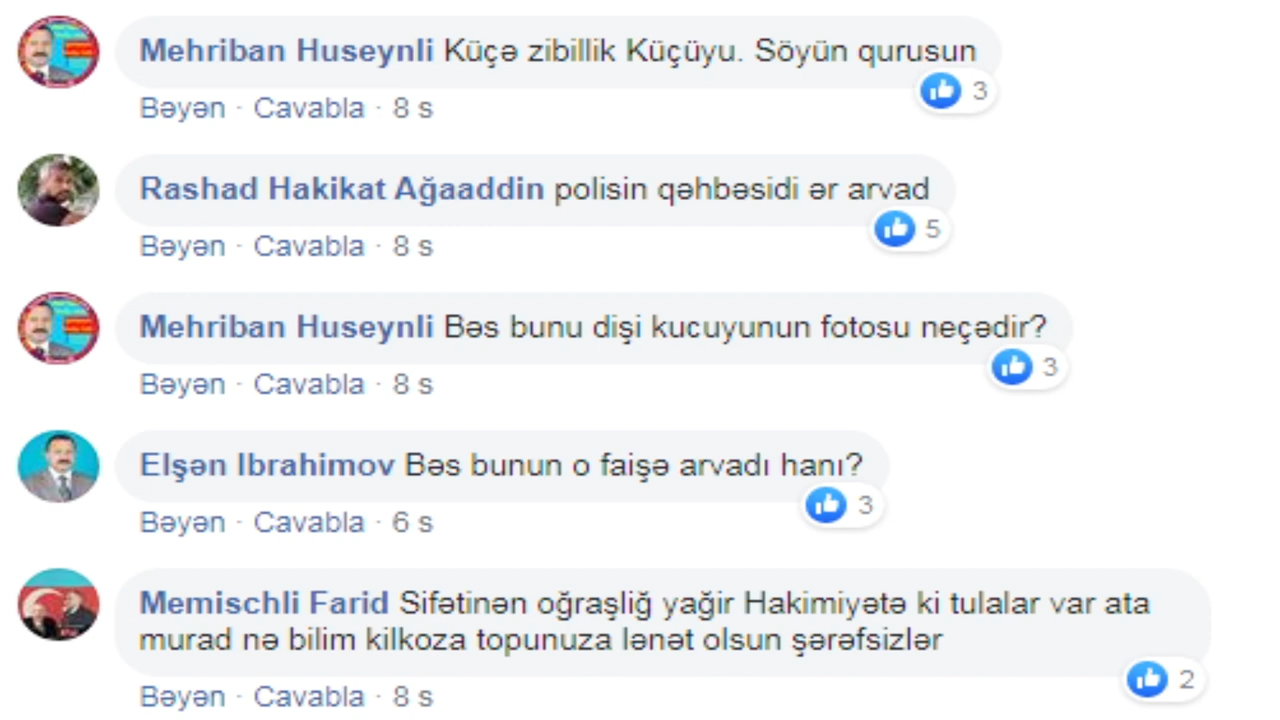 Mehriban Huseynli Küçə zibillik Küçüyu. Söyün qurusun
3
Bəyən · Cavabla · 8 s
Rashad Hakikat Ağaaddin polisin qəhbəsidi ər arvad
5
Bəyən · Cavabla · 8 s
Mehriban Huseynli Bəs bunu dişi kucuyunun fotosu neçədir?
3
Bəyən · Cavabla · 8 s
Elşən Ibrahimov Bəs bunun o faişə arvadı hanı?
3
Bəyən · Cavabla · 6 s
Memischli Farid Sifətinən oğraşliğ yağir Hakimiyətə ki tulalar var ata
murad nə bilim kilkoza topunuza lənət olsun şərəfsizlər
2
Bəyən · Cavabla · 8 s